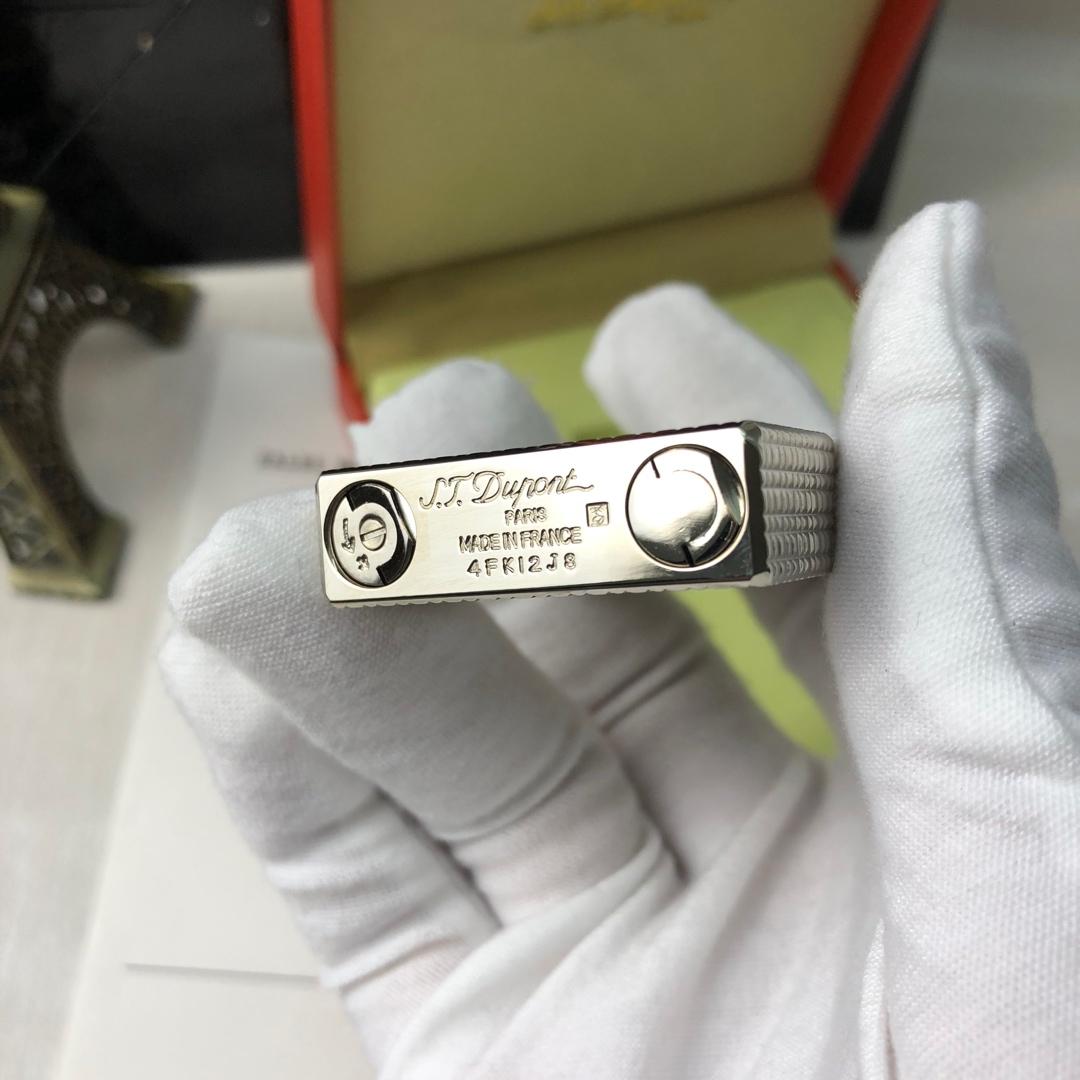 S.T. Dupont
PARIS
MADE IN FRANCE
4FK12J8